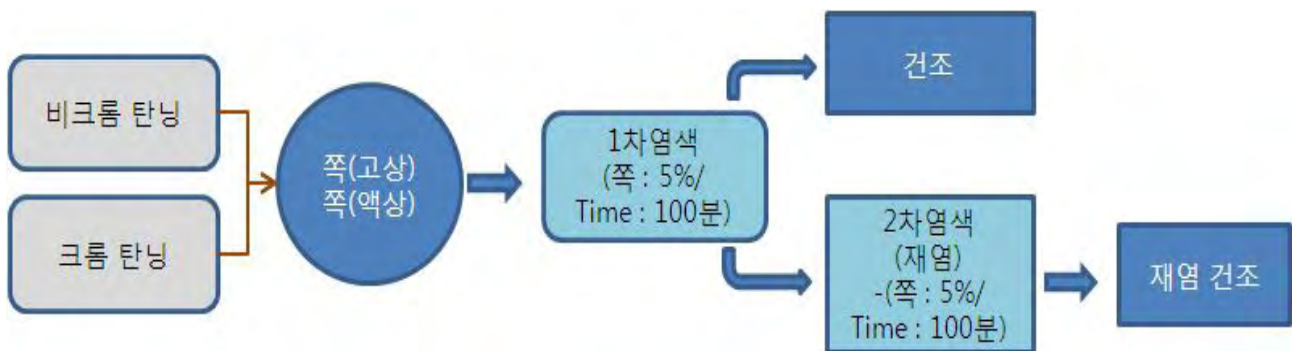 비크롬 탄닝
크롬 탄닝
쪽(고상)
쪽(액상)
1차염색
(쪽 : 5%/
Time : 100분)
건조
2차염색
(재염)
-(쪽 : 5%/
Time : 100분)
재염 건조